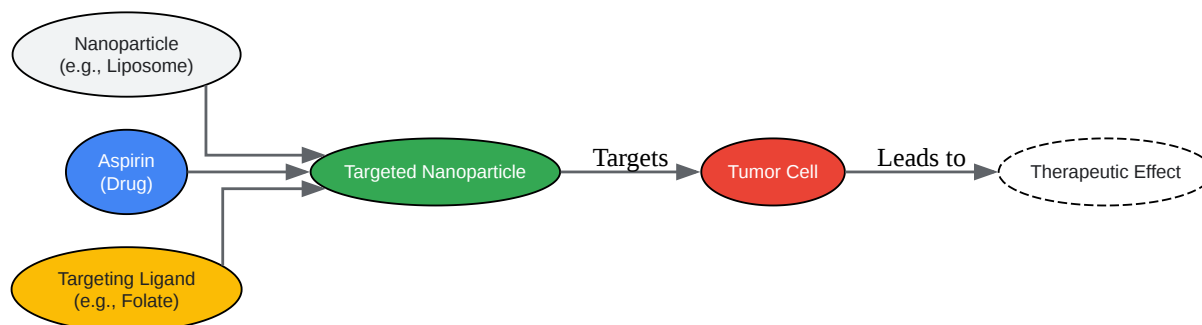 Nanoparticle
(e.g., Liposome)
Aspirin
(Drug)
Targeting Ligand
(e.g., Folate)
Targeted Nanoparticle
Targets
Tumor Cell
Leads to
Therapeutic Effect